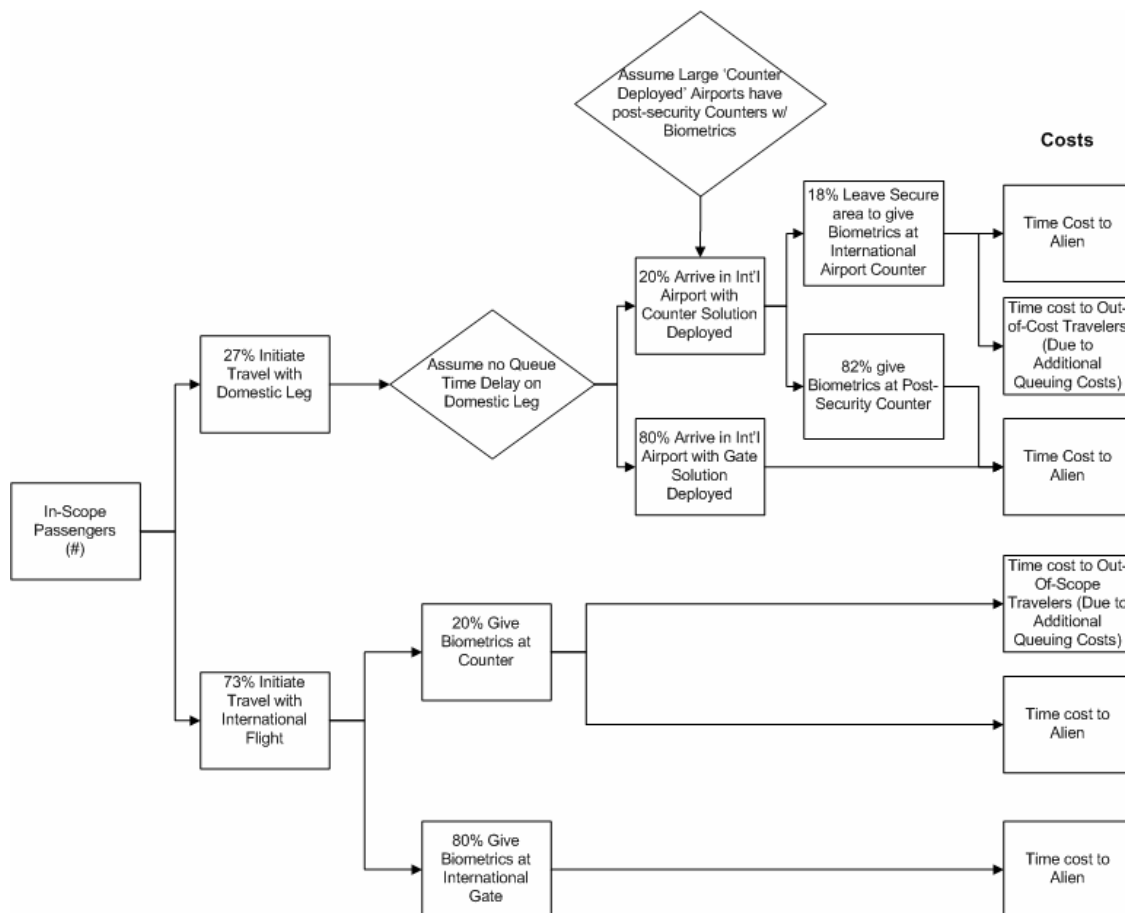 Assume Large 'Counter
Deployed' Airports have
post-security Counters w/
Biometrics
Costs
18% Leave Secure
area to give
Biometrics at
International
Airport Counter
Time Cost to
Alien
20% Arrive in Int'l
Airport with
Counter Solution
Deployed
Time cost to Out-
of-Cost Travelers
(Due to
Additional
Queuing Costs)
27% Initiate
Travel with
Domestic Leg
Assume no Queue
Time Delay on
Domestic Leg
82% give
Biometrics at Post-
Security Counter
80% Arrive in Int'l
Airport with Gate
Solution
Deployed
Time Cost to
Alien
In-Scope
Passengers
(#)
Time cost to Out-
Of-Scope
Travelers (Due to
Additional
Queuing Costs)
20% Give
Biometrics at
Counter
73% Initiate
Travel with
International
Flight
Time cost to
Alien
80% Give
Biometrics at
International
Gate
Time cost to
Alien